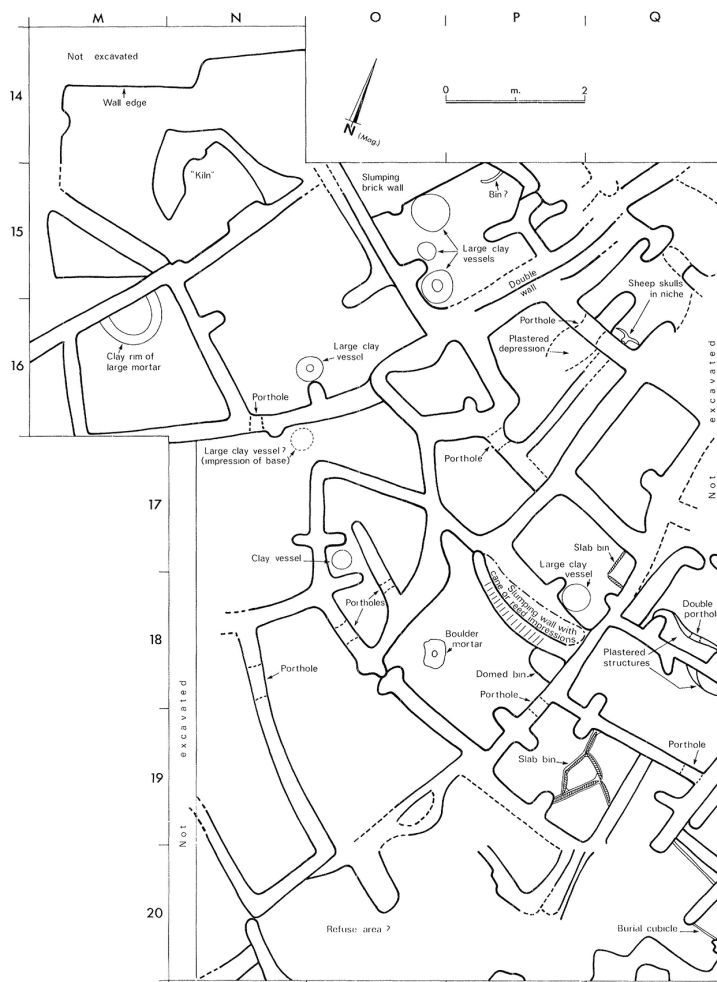 M N O P Q
14
15
16
17
18
19
20
Not excavated
Wall edge
"Kiln"
N (Mag.)
0 m. 2
Slumping
brick wall
Bin ?
Large clay
vessels
Double
wall
Sheep skulls
in niche
Porthole
Plastered
depression
Clay rim of
large mortar
Large clay
vessel
Porthole
Not excavated
Large clay vessel ?
(impression of base)
Porthole
Clay vessel
Slab bin
Large clay
vessel
Slumping wall with
cane or reed impressions
Portholes
Double
porthole
Boulder
mortar
Plastered
structures
Porthole
Domed bin
Porthole
Not excavated
Slab bin
Porthole
Refuse area ?
Burial cubicle